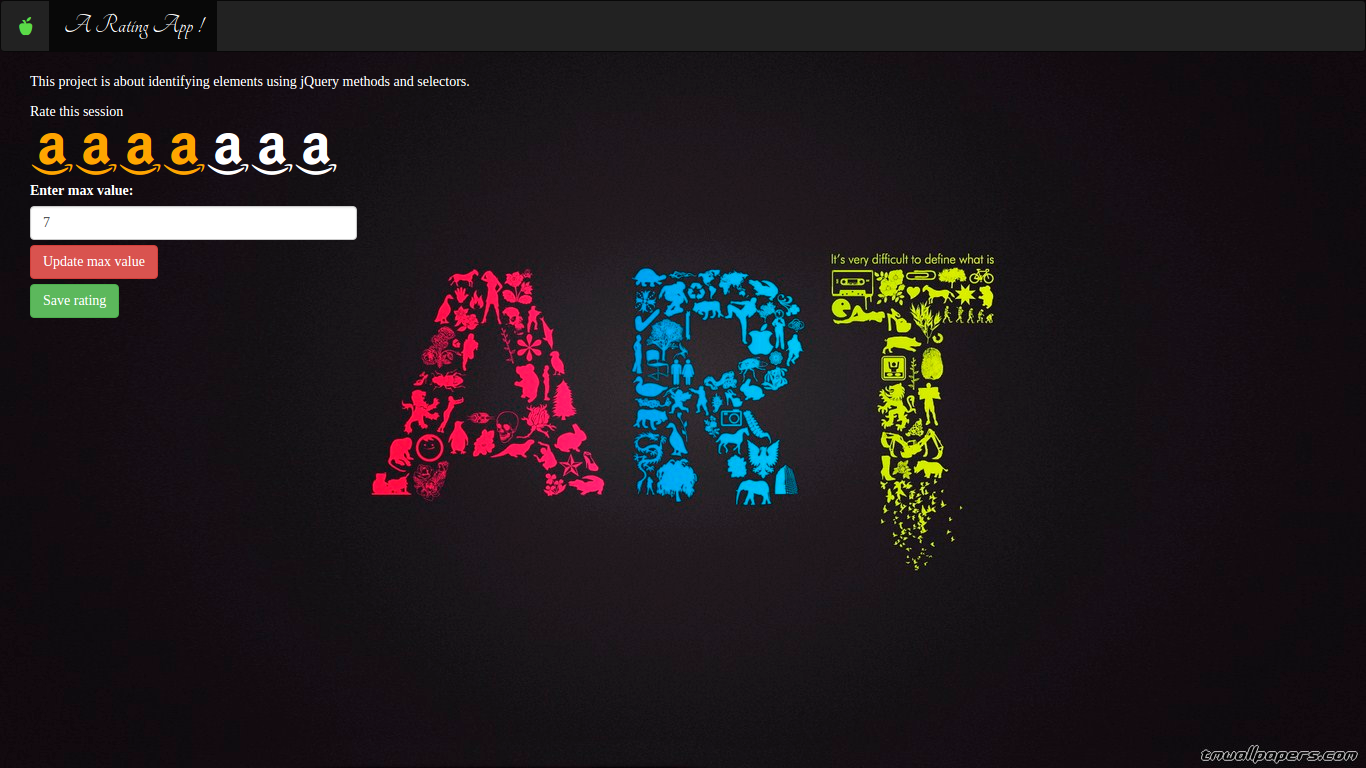 A Rating App !
This project is about identifying elements using jQuery methods and selectors.
Rate this session
a a a a a a a
Enter max value:
7
Update max value
Save rating
It's very difficult to define what is
ART
tmwallpapers.com